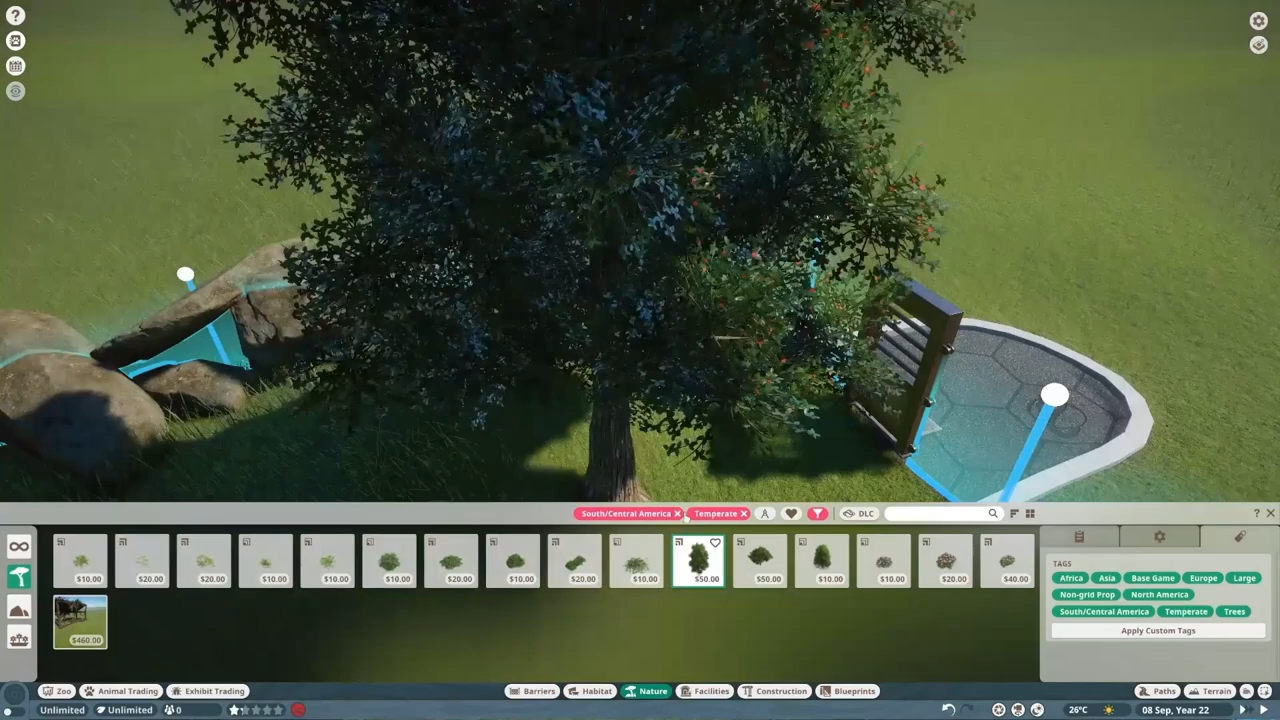 South/Central America
Temperate
DLC
$10.00
$20.00
$20.00
$10.00
$10.00
$10.00
$20.00
$10.00
$20.00
$10.00
$50.00
$50.00
$10.00
$10.00
$20.00
$40.00
$460.00
TAGS
Africa Asia Base Game Europe Large
Non-grid Prop North America
South/Central America Temperate Trees
Apply Custom Tags
Zoo Animal Trading Exhibit Trading Barriers Habitat Nature Facilities Construction Blueprints Paths Terrain
Unlimited Unlimited 0 26°C 08 Sep, Year 22